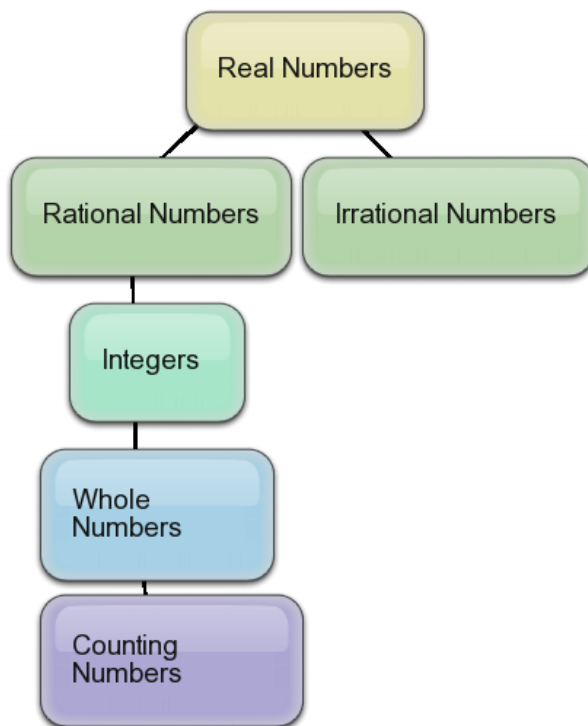 Real Numbers
Rational Numbers
Irrational Numbers
Integers
Whole
Numbers
Counting
Numbers